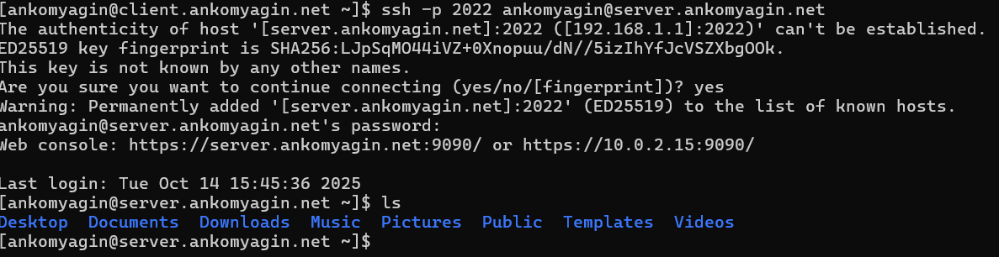 [ankomyagin@client.ankomyagin.net ~]$ ssh -p 2022 ankomyagin@server.ankomyagin.net
The authenticity of host '[server.ankomyagin.net]:2022 ([192.168.1.1]:2022)' can't be established.
ED25519 key fingerprint is SHA256:LJpSqMO44iVZ+0Xnopuu/dN//5izIhYfJcVSZXbgOOk.
This key is not known by any other names.
Are you sure you want to continue connecting (yes/no/[fingerprint])? yes
Warning: Permanently added '[server.ankomyagin.net]:2022' (ED25519) to the list of known hosts.
ankomyagin@server.ankomyagin.net's password:
Web console: https://server.ankomyagin.net:9090/ or https://10.0.2.15:9090/
Last login: Tue Oct 14 15:45:36 2025
[ankomyagin@server.ankomyagin.net ~]$ ls
Desktop  Documents  Downloads  Music  Pictures  Public  Templates  Videos
[ankomyagin@server.ankomyagin.net ~]$